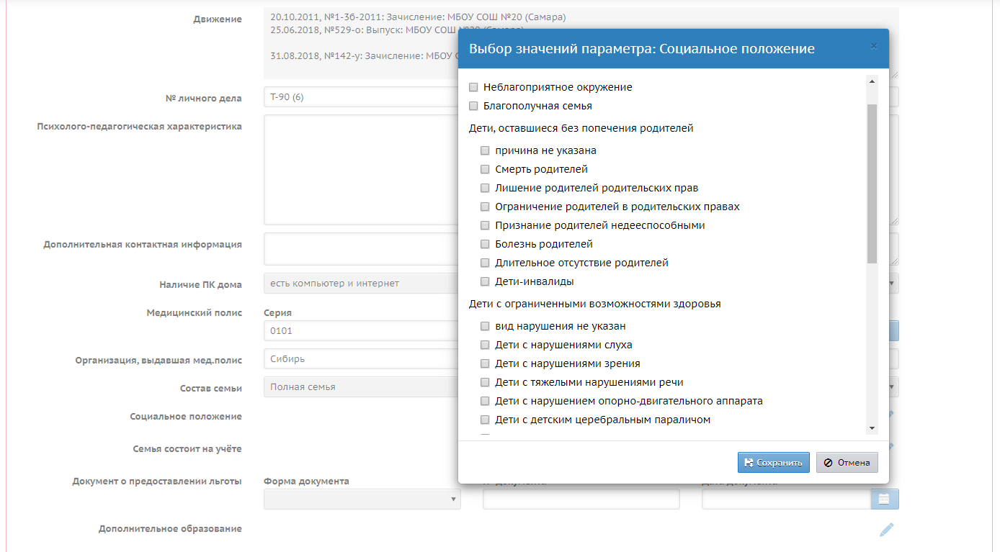 Движение
20.10.2011, №1-Зб-2011: Зачисление: МБОУ СОШ №20 (Самара)
25.06.2018, №529-о: Выпуск: МБОУ СОШ
31.08.2018, №142-у: Зачисление: МБОУ
Выбор значений параметра: Социальное положение
×
Неблагоприятное окружение
Благополучная семья
Дети, оставшиеся без попечения родителей
причина не указана
Смерть родителей
Лишение родителей родительских прав
Ограничение родителей в родительских правах
Признание родителей недееспособными
Болезнь родителей
Длительное отсутствие родителей
Дети-инвалиды
Дети с ограниченными возможностями здоровья
вид нарушения не указан
Дети с нарушениями слуха
Дети с нарушениями зрения
Дети с тяжелыми нарушениями речи
Дети с нарушением опорно-двигательного аппарата
Дети с детским церебральным параличом
Сохранить
Отмена
№ личного дела
Т-90 (6)
Психолого-педагогическая характеристика
Дополнительная контактная информация
Наличие ПК дома
есть компьютер и интернет
Медицинский полис
Серия
0101
Организация, выдавшая мед.полис
Сибирь
Состав семьи
Полная семья
Социальное положение
Семья состоит на учёте
Документ о предоставлении льготы
Форма документа
Дополнительное образование